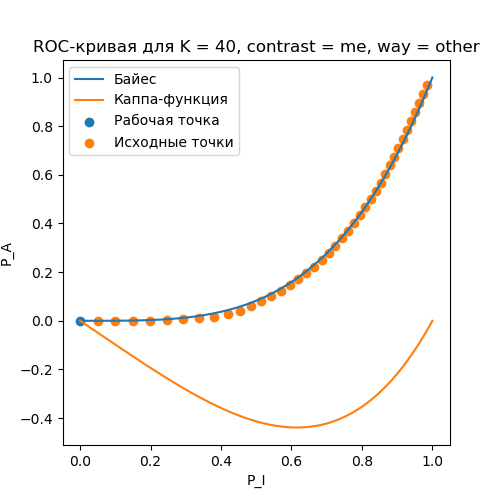 ROC-кривая для K = 40, contrast = me, way = other
Байес
Каппа-функция
Рабочая точка
Исходные точки
1.0
0.8
0.6
0.4
0.2
0.0
−0.2
−0.4
P_A
0.0 0.2 0.4 0.6 0.8 1.0
P_I